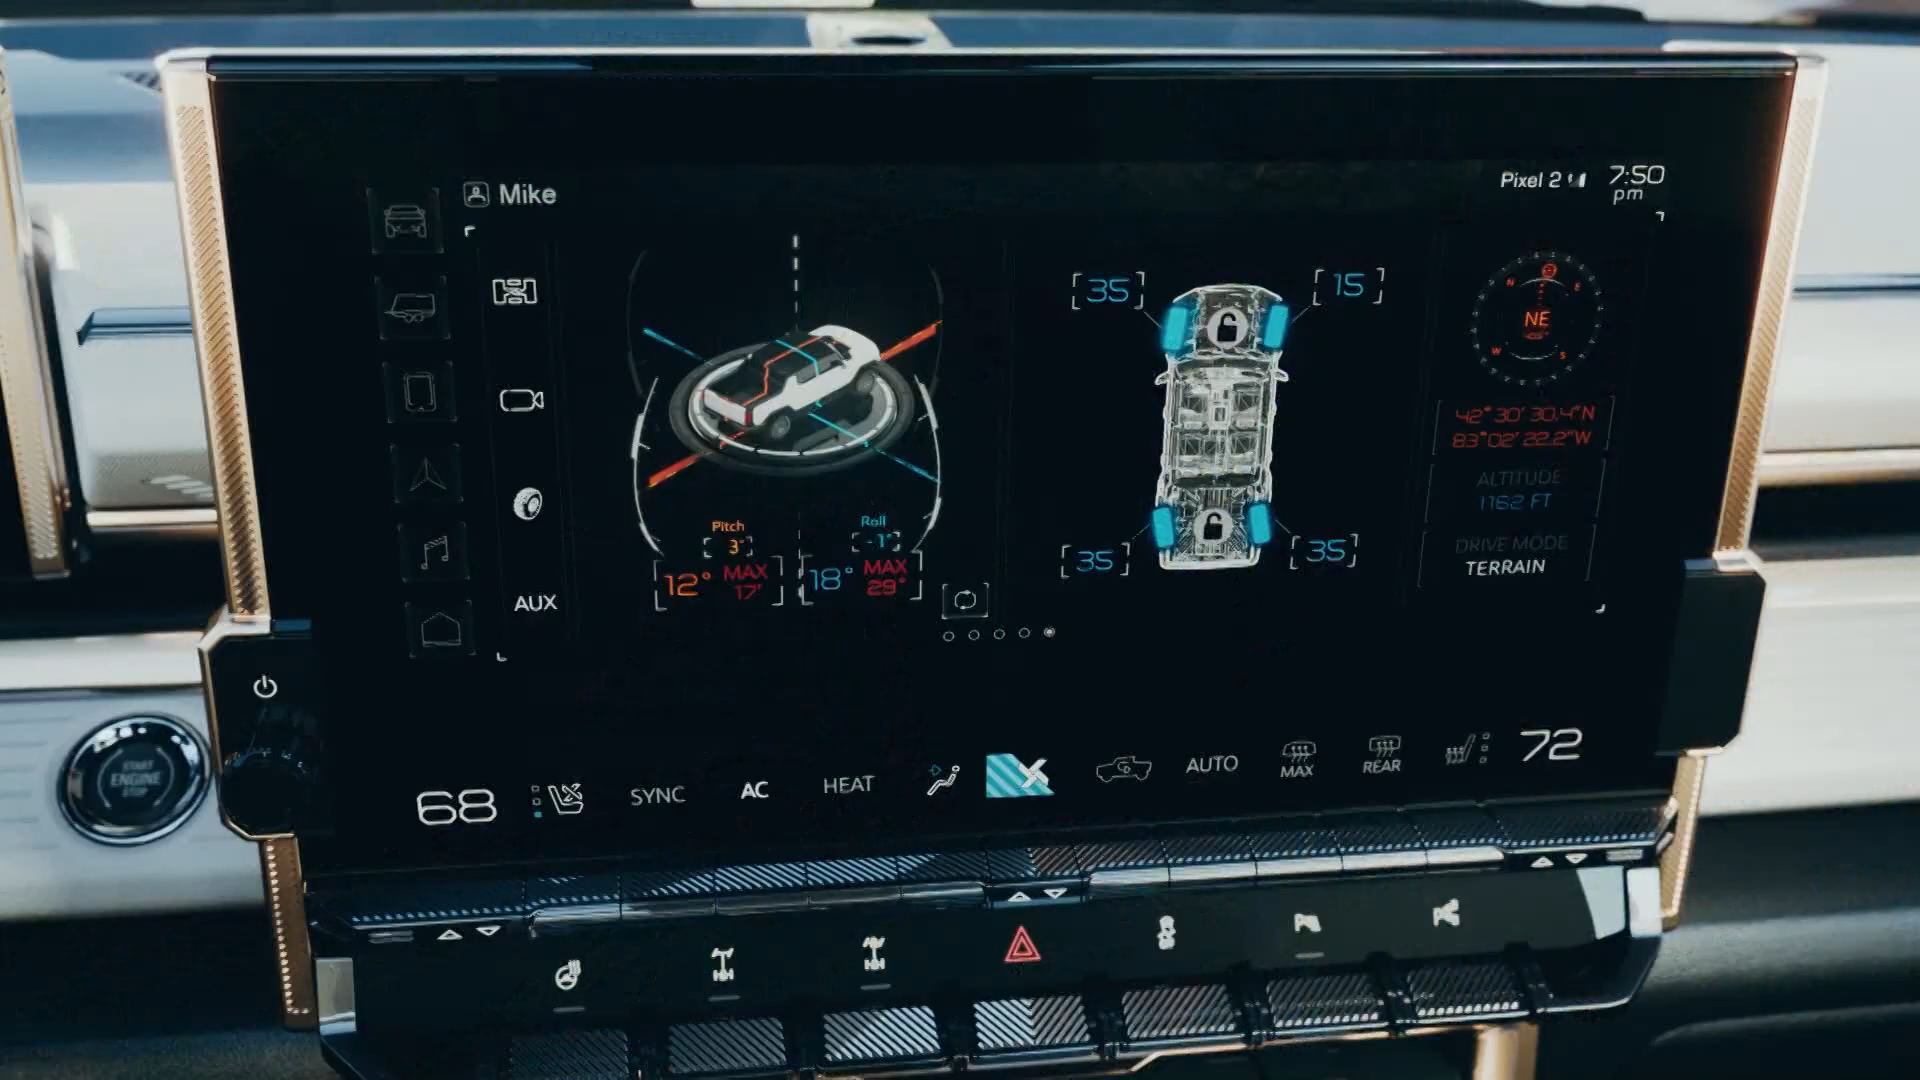 Mike
Pixel 2
7:50
pm
35
15
N
E
NE
W
S
42° 30' 30.4"N
83° 02' 22.2"W
ALTITUDE
1162 FT
DRIVE MODE
TERRAIN
Pitch
3°
12°
MAX
17°
Roll
-1°
18°
MAX
29°
35
35
AUX
START
ENGINE
STOP
68
SYNC
AC
HEAT
AUTO
MAX
REAR
72